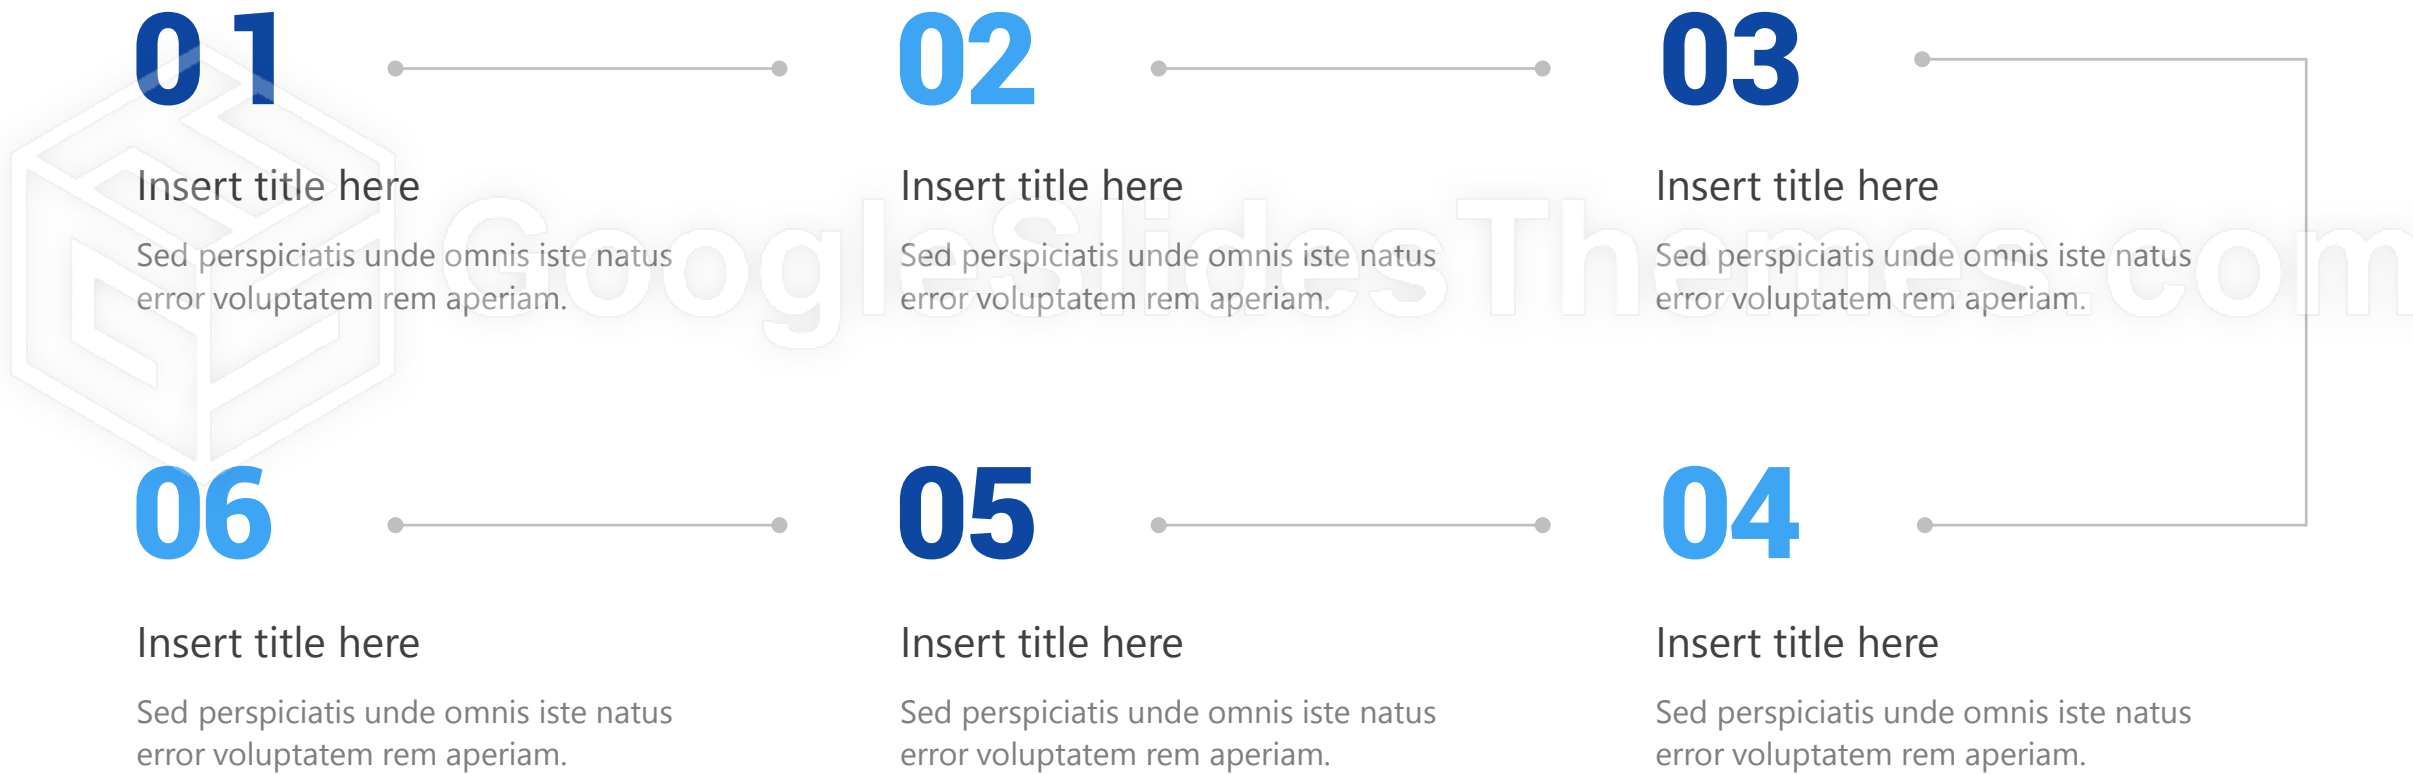 01
Insert title here
Sed perspiciatis unde omnis iste natus
error voluptatem rem aperiam.
02
Insert title here
Sed perspiciatis unde omnis iste natus
error voluptatem rem aperiam.
03
Insert title here
Sed perspiciatis unde omnis iste natus
error voluptatem rem aperiam.
GoogleSlidesThemes.com
04
Insert title here
Sed perspiciatis unde omnis iste natus
error voluptatem rem aperiam.
05
Insert title here
Sed perspiciatis unde omnis iste natus
error voluptatem rem aperiam.
06
Insert title here
Sed perspiciatis unde omnis iste natus
error voluptatem rem aperiam.